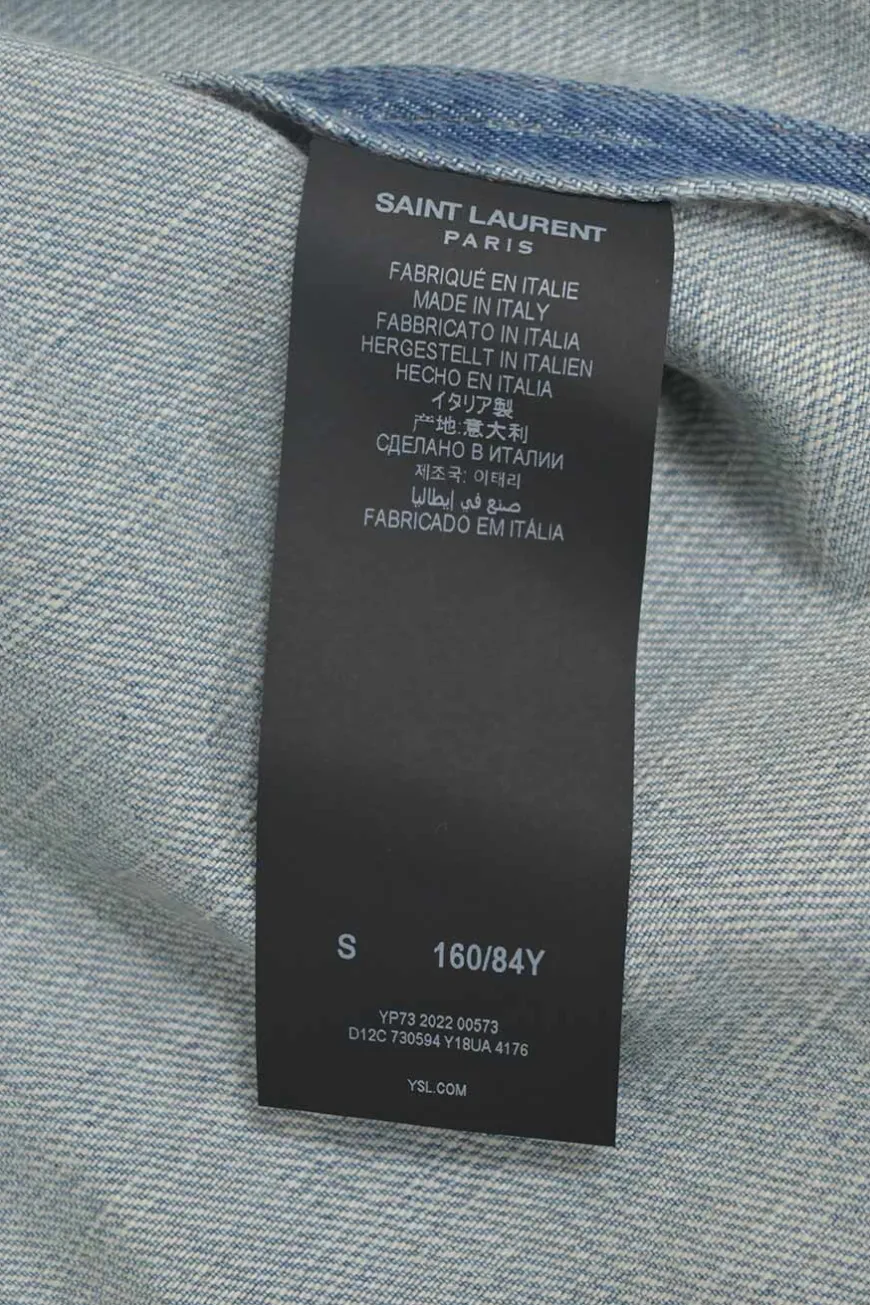 SAINT LAURENT
PARIS
FABRIQUÉ EN ITALIE
MADE IN ITALY
FABBRICATO IN ITALIA
HERGESTELLT IN ITALIEN
HECHO EN ITALIA
イタリア製
产地:意大利
СДЕЛАНО В ИТАЛИИ
제조국: 이태리
صنع في إيطاليا
FABRICADO EM ITÁLIA
S 160/84Y
YP73 2022 00573
D12C 730594 Y18UA 4176
YSL.COM